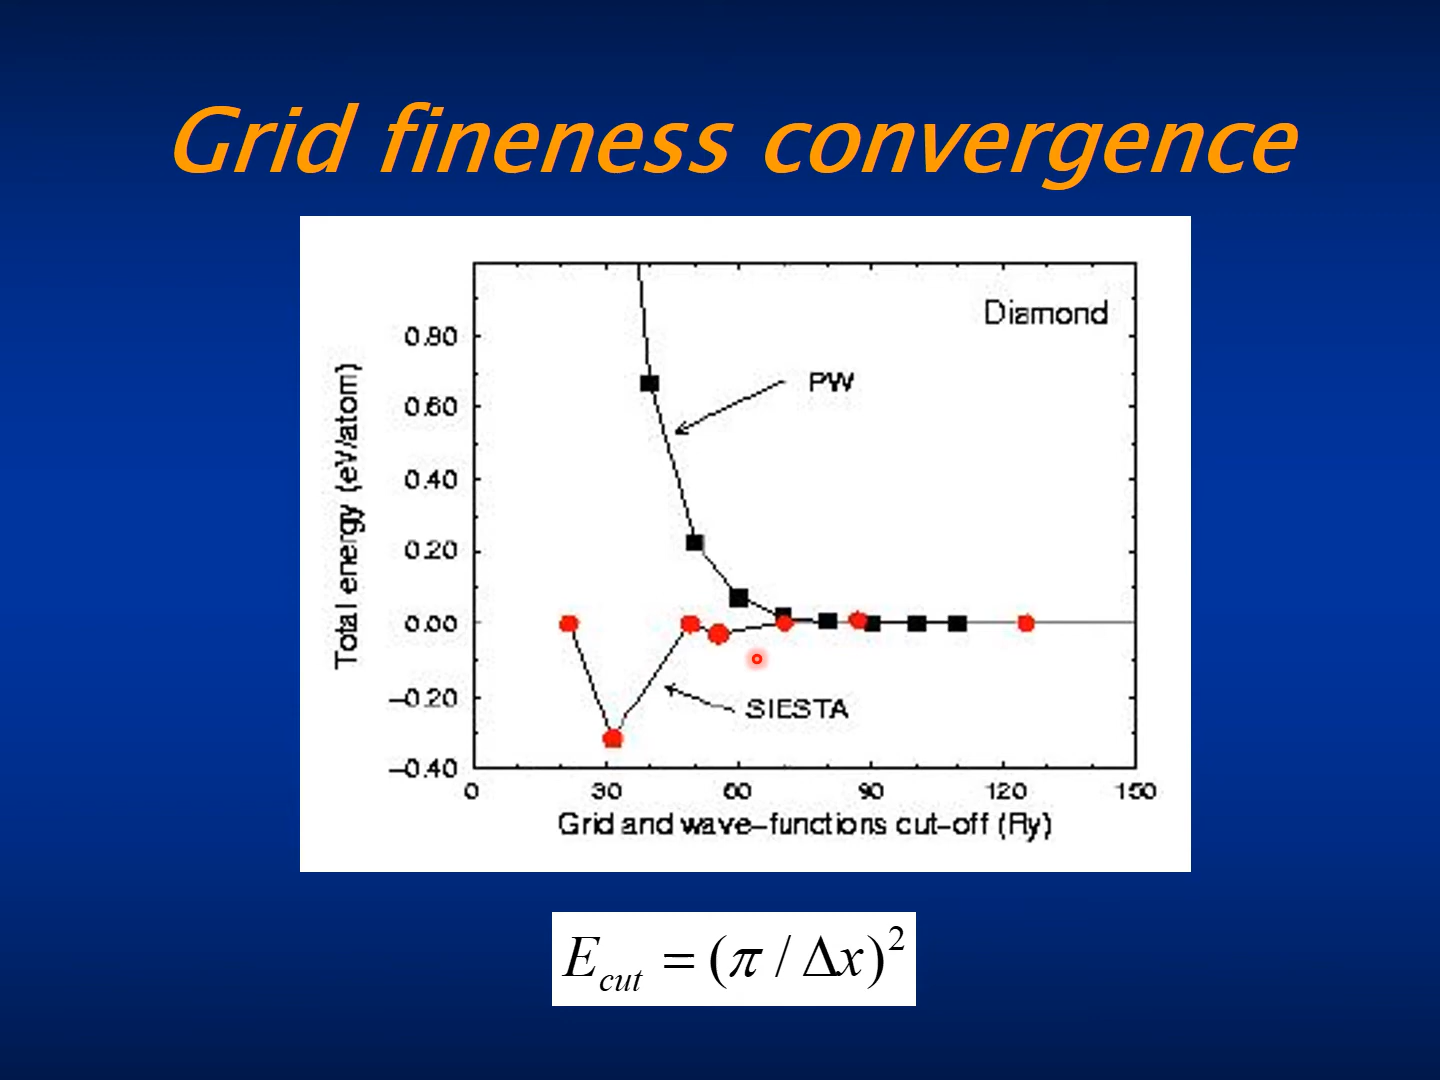 Grid fineness convergence
Diamond
PW
SIESTA
Total energy (eV/atom)
0.80
0.60
0.40
0.20
0.00
−0.20
−0.40
0 30 60 90 120 150
Grid and wave−functions cut−off (Ry)
E_cut = (π / Δx)²